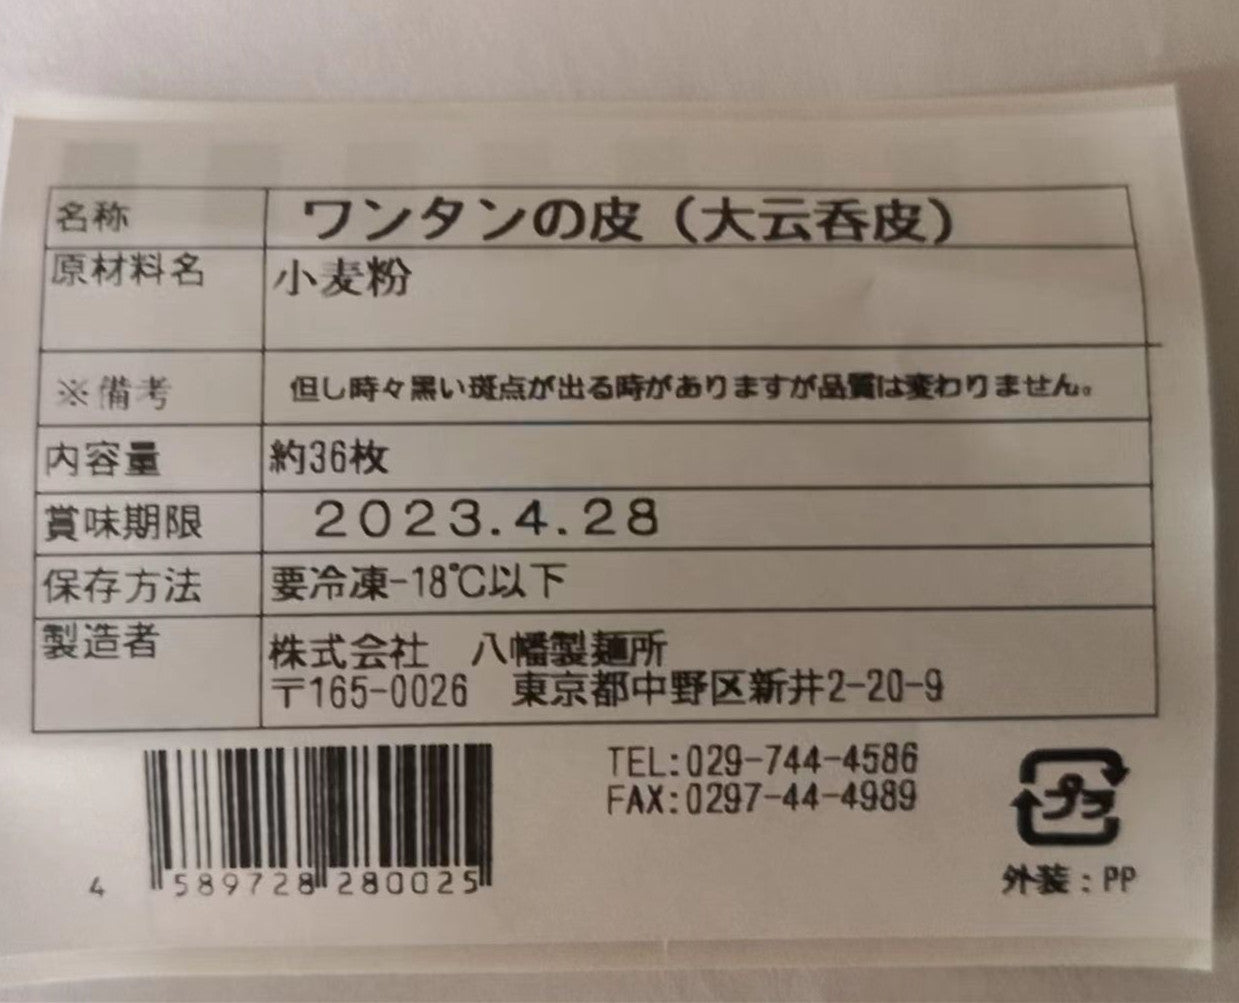 名称 ワンタンの皮（大云呑皮）
原材料名 小麦粉
※備考 但し時々黒い斑点が出る時がありますが品質は変わりません。
内容量 約36枚
賞味期限 2023.4.28
保存方法 要冷凍-18℃以下
製造者 株式会社　八幡製麺所
〒165-0026　東京都中野区新井2-20-9
TEL:029-744-4586
FAX:0297-44-4989
プラ
外装：PP
4 589728 280025